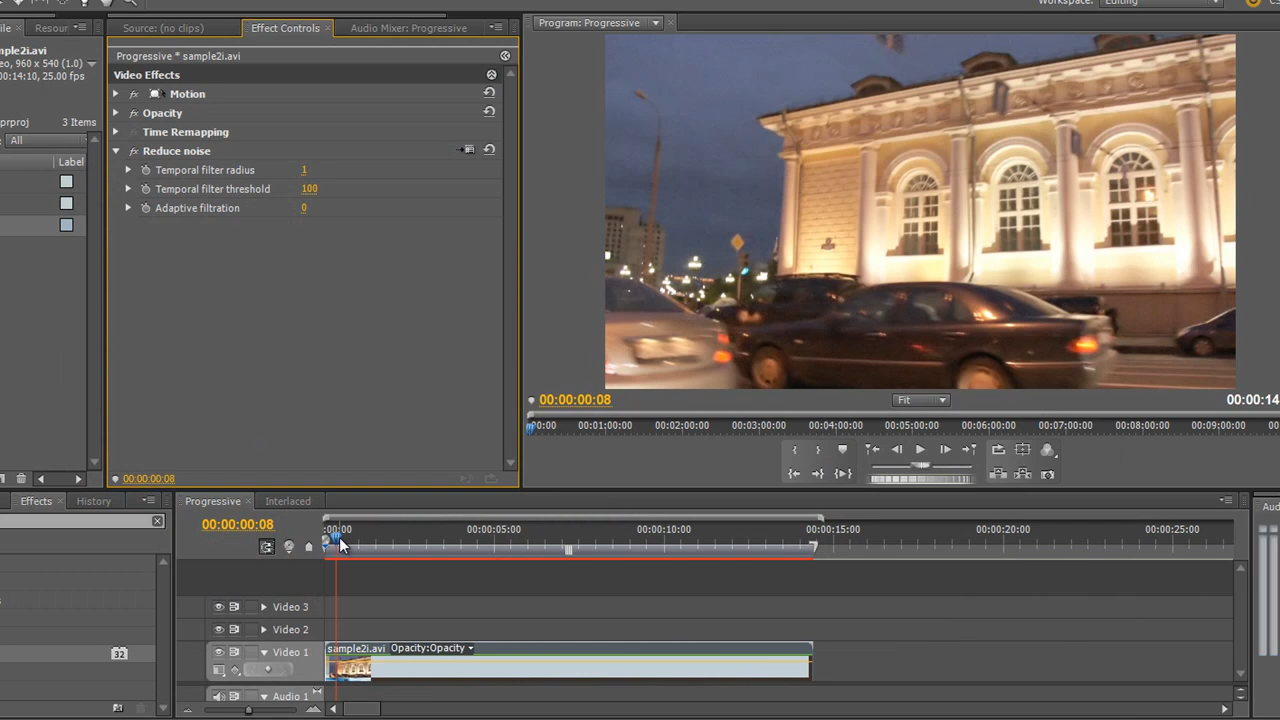 Workspace: Editing
ile × Resour
Source: (no clips)
Effect Controls ×
Audio Mixer: Progressive
Program: Progressive
mple2i.avi
eo, 960 x 540 (1.0)
00:14:10, 25.00 fps
Progressive * sample2i.avi
Video Effects
fx Motion
fx Opacity
Time Remapping
fx Reduce noise
Temporal filter radius 1
Temporal filter threshold 100
Adaptive filtration 0
prproj 3 Items
All
Label
00:00:00:08
00:00:00:08
Fit
00:00:14
00:00 00:01:00:00 00:02:00:00 00:03:00:00 00:04:00:00 00:05:00:00 00:06:00:00 00:07:00:00 00:08:00:00 00:09:00:00
Effects ×
History
Progressive ×
Interlaced
Aud
00:00:00:08
:00:00 00:00:05:00 00:00:10:00 00:00:15:00 00:00:20:00 00:00:25:00
Video 3
Video 2
Video 1
sample2i.avi Opacity:Opacity
32
Audio 1